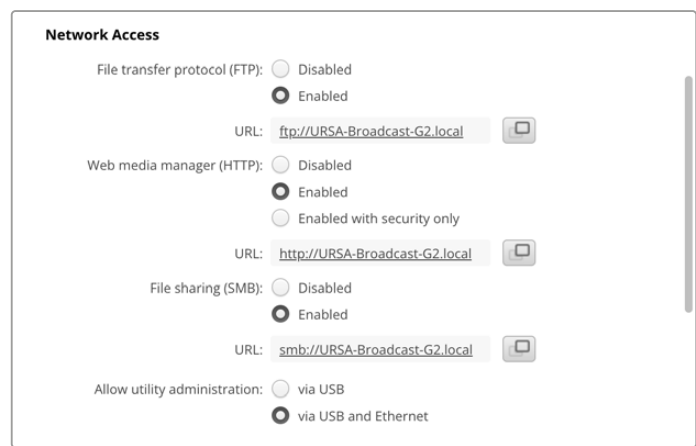 Network Access
File transfer protocol (FTP): Disabled
Enabled
URL: ftp://URSA-Broadcast-G2.local
Web media manager (HTTP): Disabled
Enabled
Enabled with security only
URL: http://URSA-Broadcast-G2.local
File sharing (SMB): Disabled
Enabled
URL: smb://URSA-Broadcast-G2.local
Allow utility administration: via USB
via USB and Ethernet